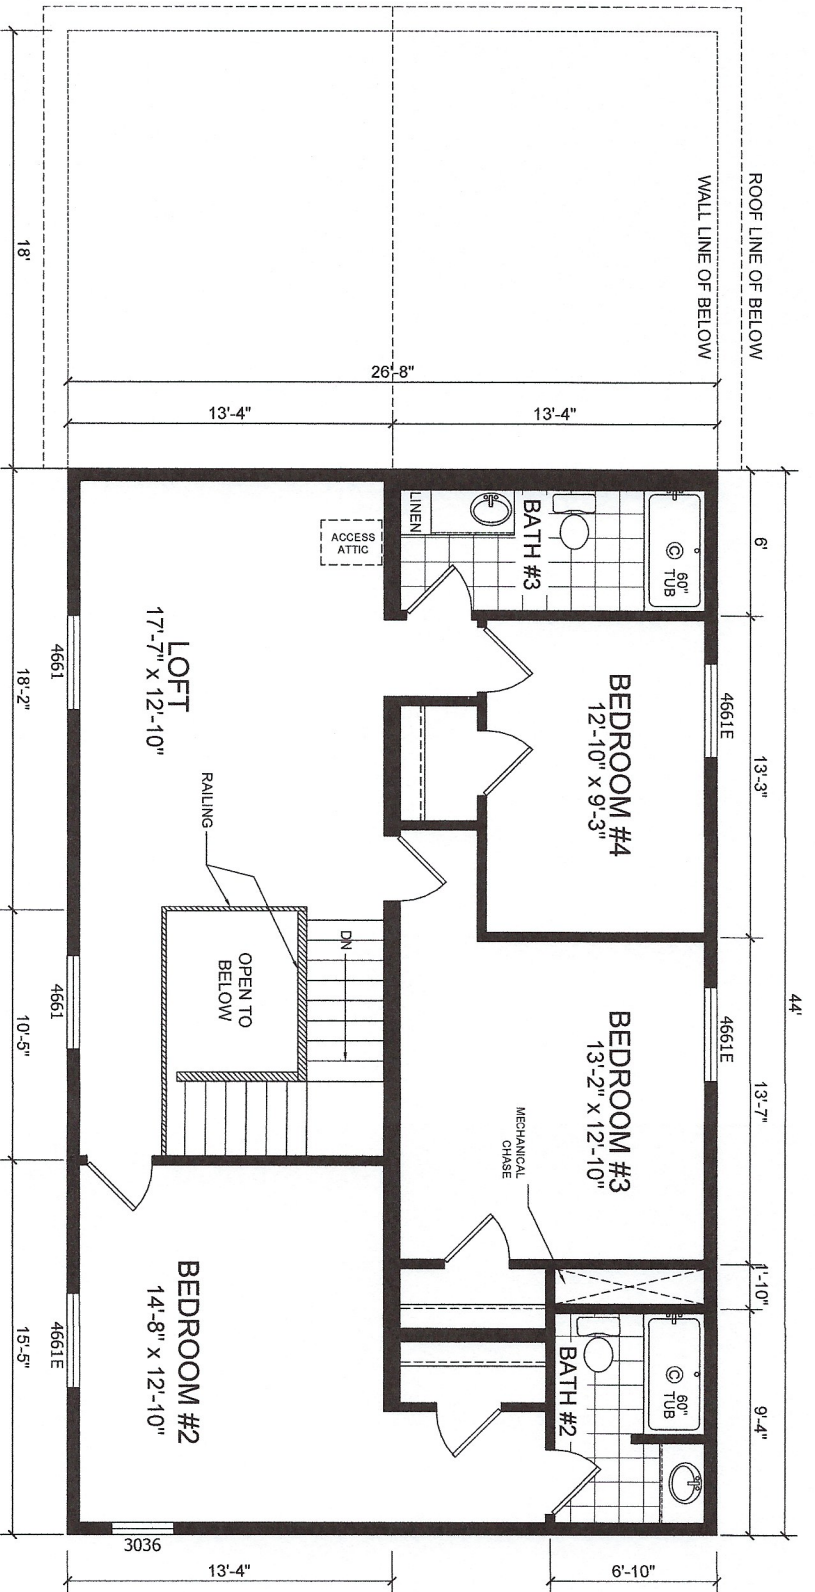 ROOF LINE OF BELOW
WALL LINE OF BELOW
18'
26'-8"
13'-4"
13'-4"
LINEN
BATH #3
60"
TUB
C
6'
ACCESS
ATTIC
LOFT
17'-7" x 12'-10"
4661
18'-2"
BEDROOM #4
12'-10" x 9'-3"
4661E
13'-3"
44'
RAILING
DN
OPEN TO
BELOW
4661
10'-5"
BEDROOM #3
13'-2" x 12'-10"
4661E
13'-7"
MECHANICAL
CHASE
1'-10"
BEDROOM #2
14'-8" x 12'-10"
4661E
15'-5"
BATH #2
60"
TUB
C
9'-4"
3036
13'-4"
6'-10"